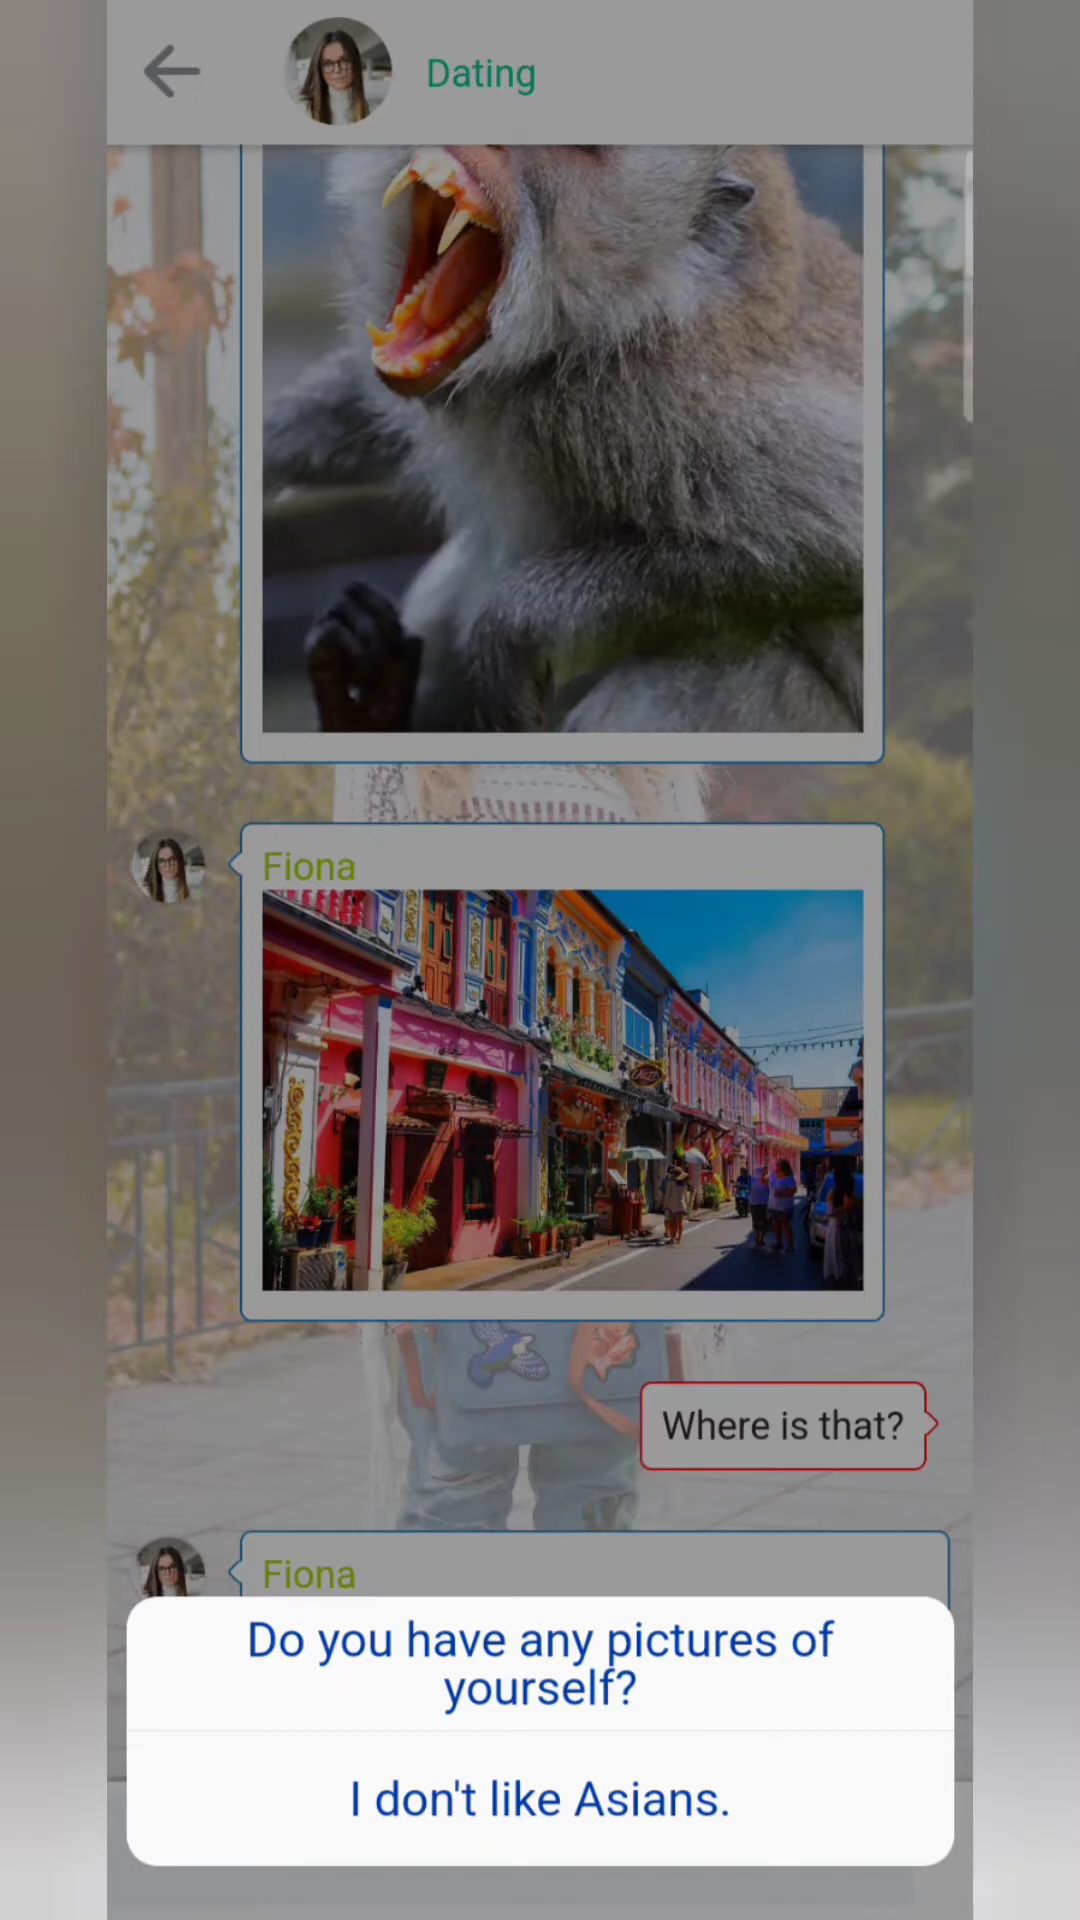 Dating
Fiona
Where is that?
Fiona
Do you have any pictures of
yourself?
I don't like Asians.